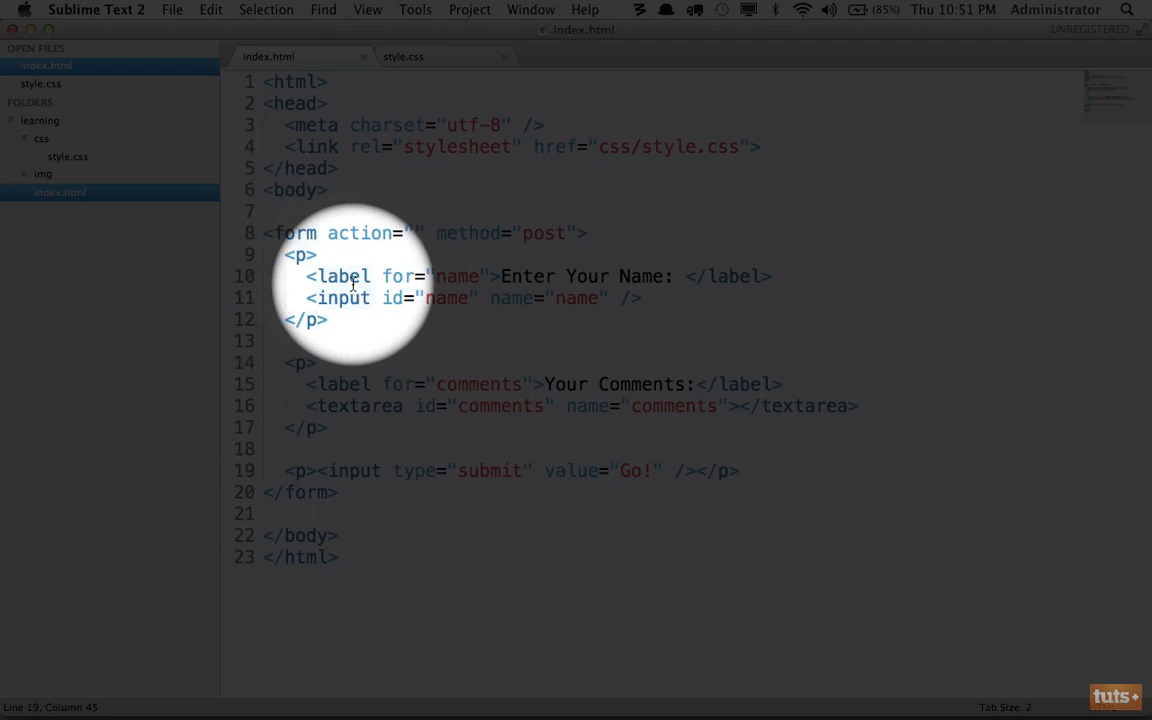 Sublime Text 2 File Edit Selection Find View Tools Project Window Help (85%) Thu 10:51 PM Administrator
index.html UNREGISTERED
OPEN FILES
index.html
style.css
FOLDERS
learning
css
style.css
img
index.html
index.html style.css
1 <html>
2 <head>
3 <meta charset="utf-8" />
4 <link rel="stylesheet" href="css/style.css">
5 </head>
6 <body>
7
8 <form action="" method="post">
9 <p>
10 <label for="name">Enter Your Name: </label>
11 <input id="name" name="name" />
12 </p>
13
14 <p>
15 <label for="comments">Your Comments:</label>
16 <textarea id="comments" name="comments"></textarea>
17 </p>
18
19 <p><input type="submit" value="Go!" /></p>
20 </form>
21
22 </body>
23 </html>
Line 19, Column 45 Tab Size: 2
tuts+